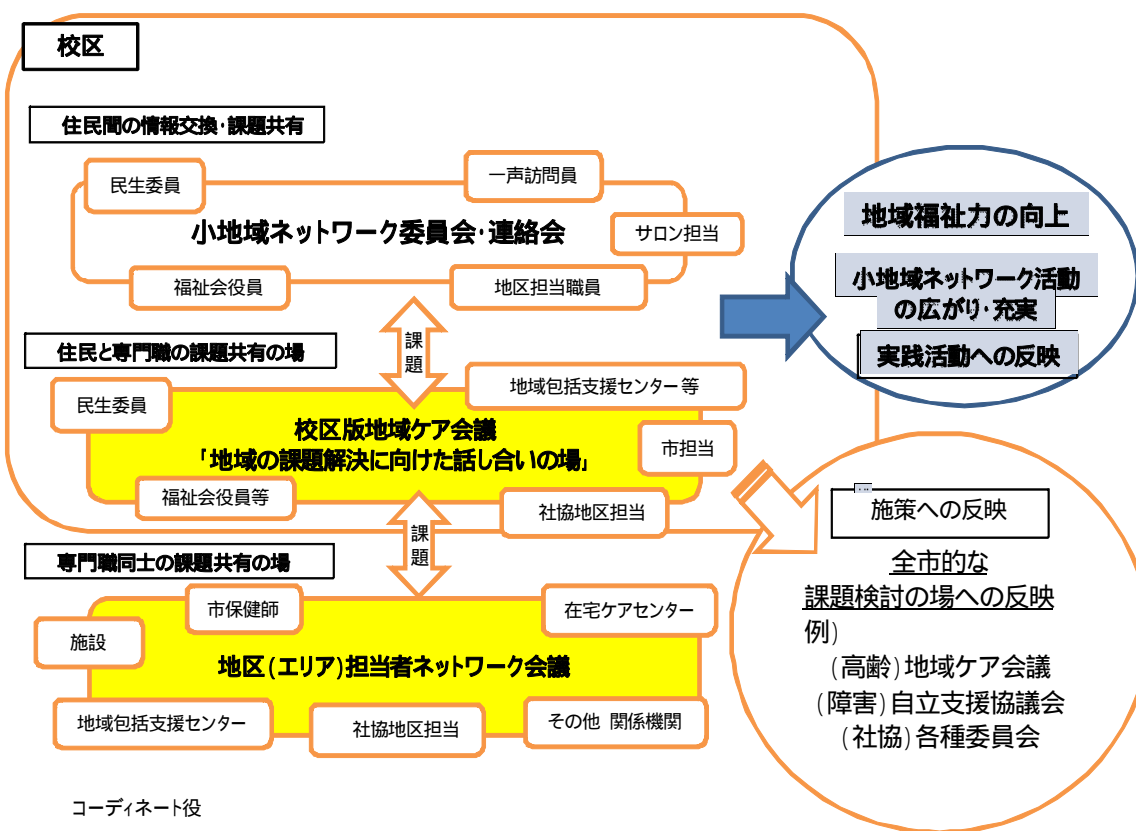 校区
住民間の情報交換・課題共有
民生委員
一声訪問員
小地域ネットワーク委員会・連絡会
サロン担当
福祉会役員
地区担当職員
課題
住民と専門職の課題共有の場
民生委員
地域包括支援センター等
校区版地域ケア会議
「地域の課題解決に向けた話し合いの場」
市担当
福祉会役員等
社協地区担当
課題
専門職同士の課題共有の場
市保健師
在宅ケアセンター
施設
地区(エリア)担当者ネットワーク会議
地域包括支援センター
社協地区担当
その他 関係機関
コーディネート役
地域福祉力の向上
小地域ネットワーク活動
の広がり・充実
実践活動への反映
施策への反映
全市的な
課題検討の場への反映
例)
(高齢)地域ケア会議
(障害)自立支援協議会
(社協)各種委員会